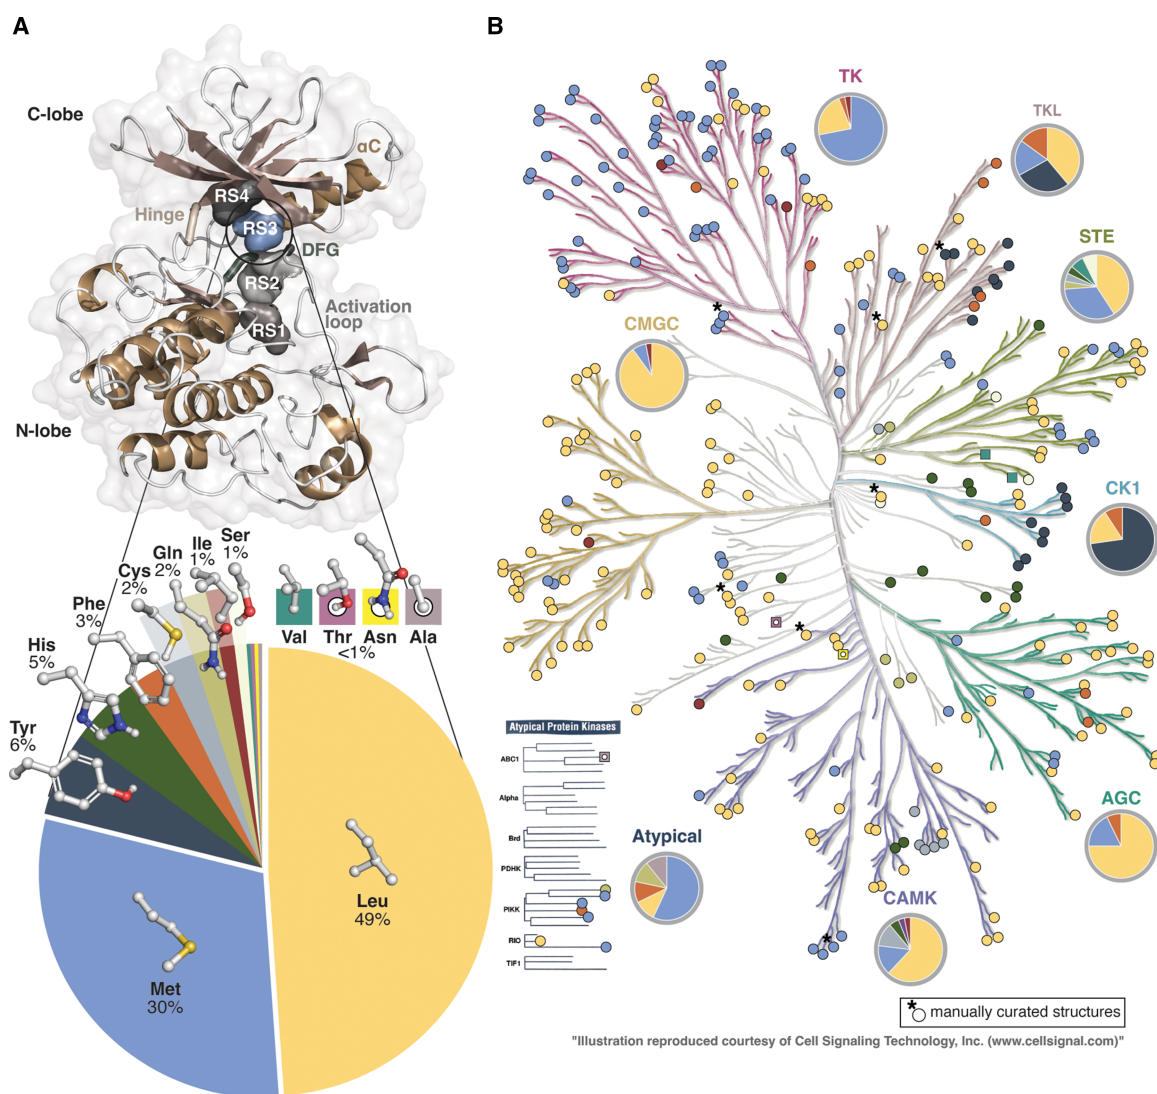 A
C-lobe
αC
RS4
Hinge
RS3
DFG
RS2
Activation
loop
RS1
N-lobe
Ser
1%
Ile
1%
Gln
2%
Cys
2%
Phe
3%
His
5%
Tyr
6%
Val
Thr
Asn
Ala
<1%
Leu
49%
Met
30%
B
TK
TKL
STE
CMGC
CK1
AGC
CAMK
Atypical
Atypical Protein Kinases
ABC1
Alpha
Brd
PDHK
PIKK
RIO
TIF1
* manually curated structures
"Illustration reproduced courtesy of Cell Signaling Technology, Inc. (www.cellsignal.com)"